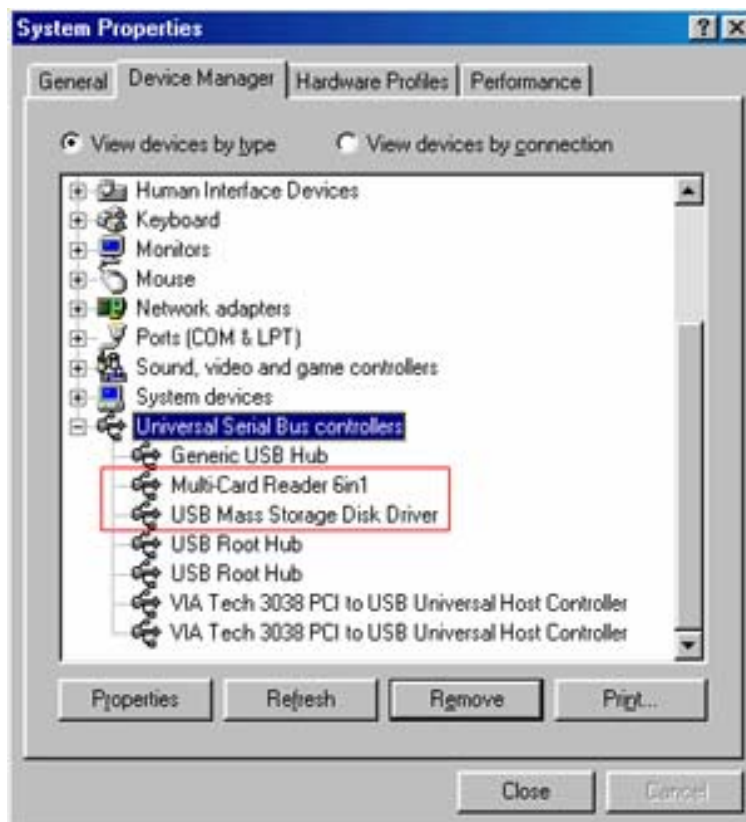 System Properties
General Device Manager Hardware Profiles Performance
View devices by type View devices by connection
Human Interface Devices
Keyboard
Monitors
Mouse
Network adapters
Ports (COM & LPT)
Sound, video and game controllers
System devices
Universal Serial Bus controllers
Generic USB Hub
Multi-Card Reader 6in1
USB Mass Storage Disk Driver
USB Root Hub
USB Root Hub
VIA Tech 3038 PCI to USB Universal Host Controller
VIA Tech 3038 PCI to USB Universal Host Controller
Properties Refresh Remove Print...
Close Cancel